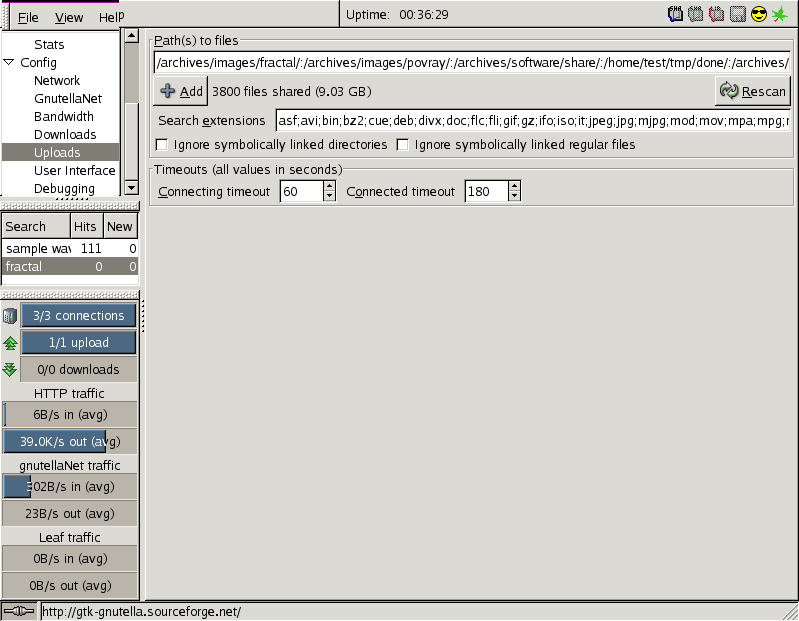 File View Help
Uptime: 00:36:29
Stats
Config
Network
GnutellaNet
Bandwidth
Downloads
Uploads
User Interface
Debugging
Search Hits New
sample wav 111 0
fractal 0 0
3/3 connections
1/1 upload
0/0 downloads
HTTP traffic
6B/s in (avg)
39.0K/s out (avg)
gnutellaNet traffic
302B/s in (avg)
23B/s out (avg)
Leaf traffic
0B/s in (avg)
0B/s out (avg)
Path(s) to files
/archives/images/fractal/:/archives/images/povray/:/archives/software/share/:/home/test/tmp/done/:/archives/
Add 3800 files shared (9.03 GB) Rescan
Search extensions asf;avi;bin;bz2;cue;deb;divx;doc;flc;fli;gif;gz;ifo;iso;it;jpeg;jpg;mjpg;mod;mov;mpa;mpg;
Ignore symbolically linked directories Ignore symbolically linked regular files
Timeouts (all values in seconds)
Connecting timeout 60 Connected timeout 180
http://gtk-gnutella.sourceforge.net/